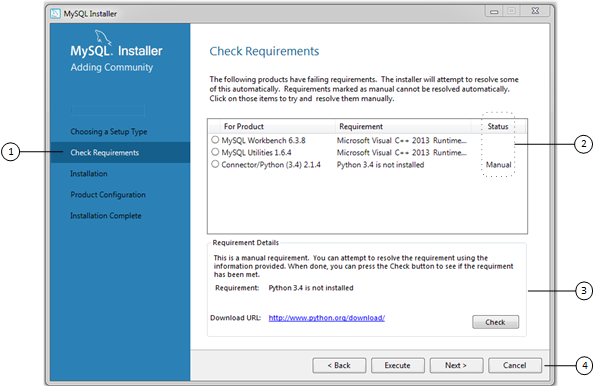 MySQL Installer
MySQL. Installer
Adding Community
Choosing a Setup Type
Check Requirements
Installation
Product Configuration
Installation Complete
Check Requirements
The following products have failing requirements. The installer will attempt to resolve some
of this automatically. Requirements marked as manual cannot be resolved automatically.
Click on those items to try and resolve them manually.
For Product Requirement Status
MySQL Workbench 6.3.8 Microsoft Visual C++ 2013 Runtime...
MySQL Utilities 1.6.4 Microsoft Visual C++ 2013 Runtime...
Connector/Python (3.4) 2.1.4 Python 3.4 is not installed Manual
Requirement Details
This is a manual requirement. You can attempt to resolve the requirement using the
information provided. When done, you can press the Check button to see if the requirment
has been met.
Requirement: Python 3.4 is not installed
Download URL: http://www.python.org/download/
Check
< Back Execute Next > Cancel
1
2
3
4